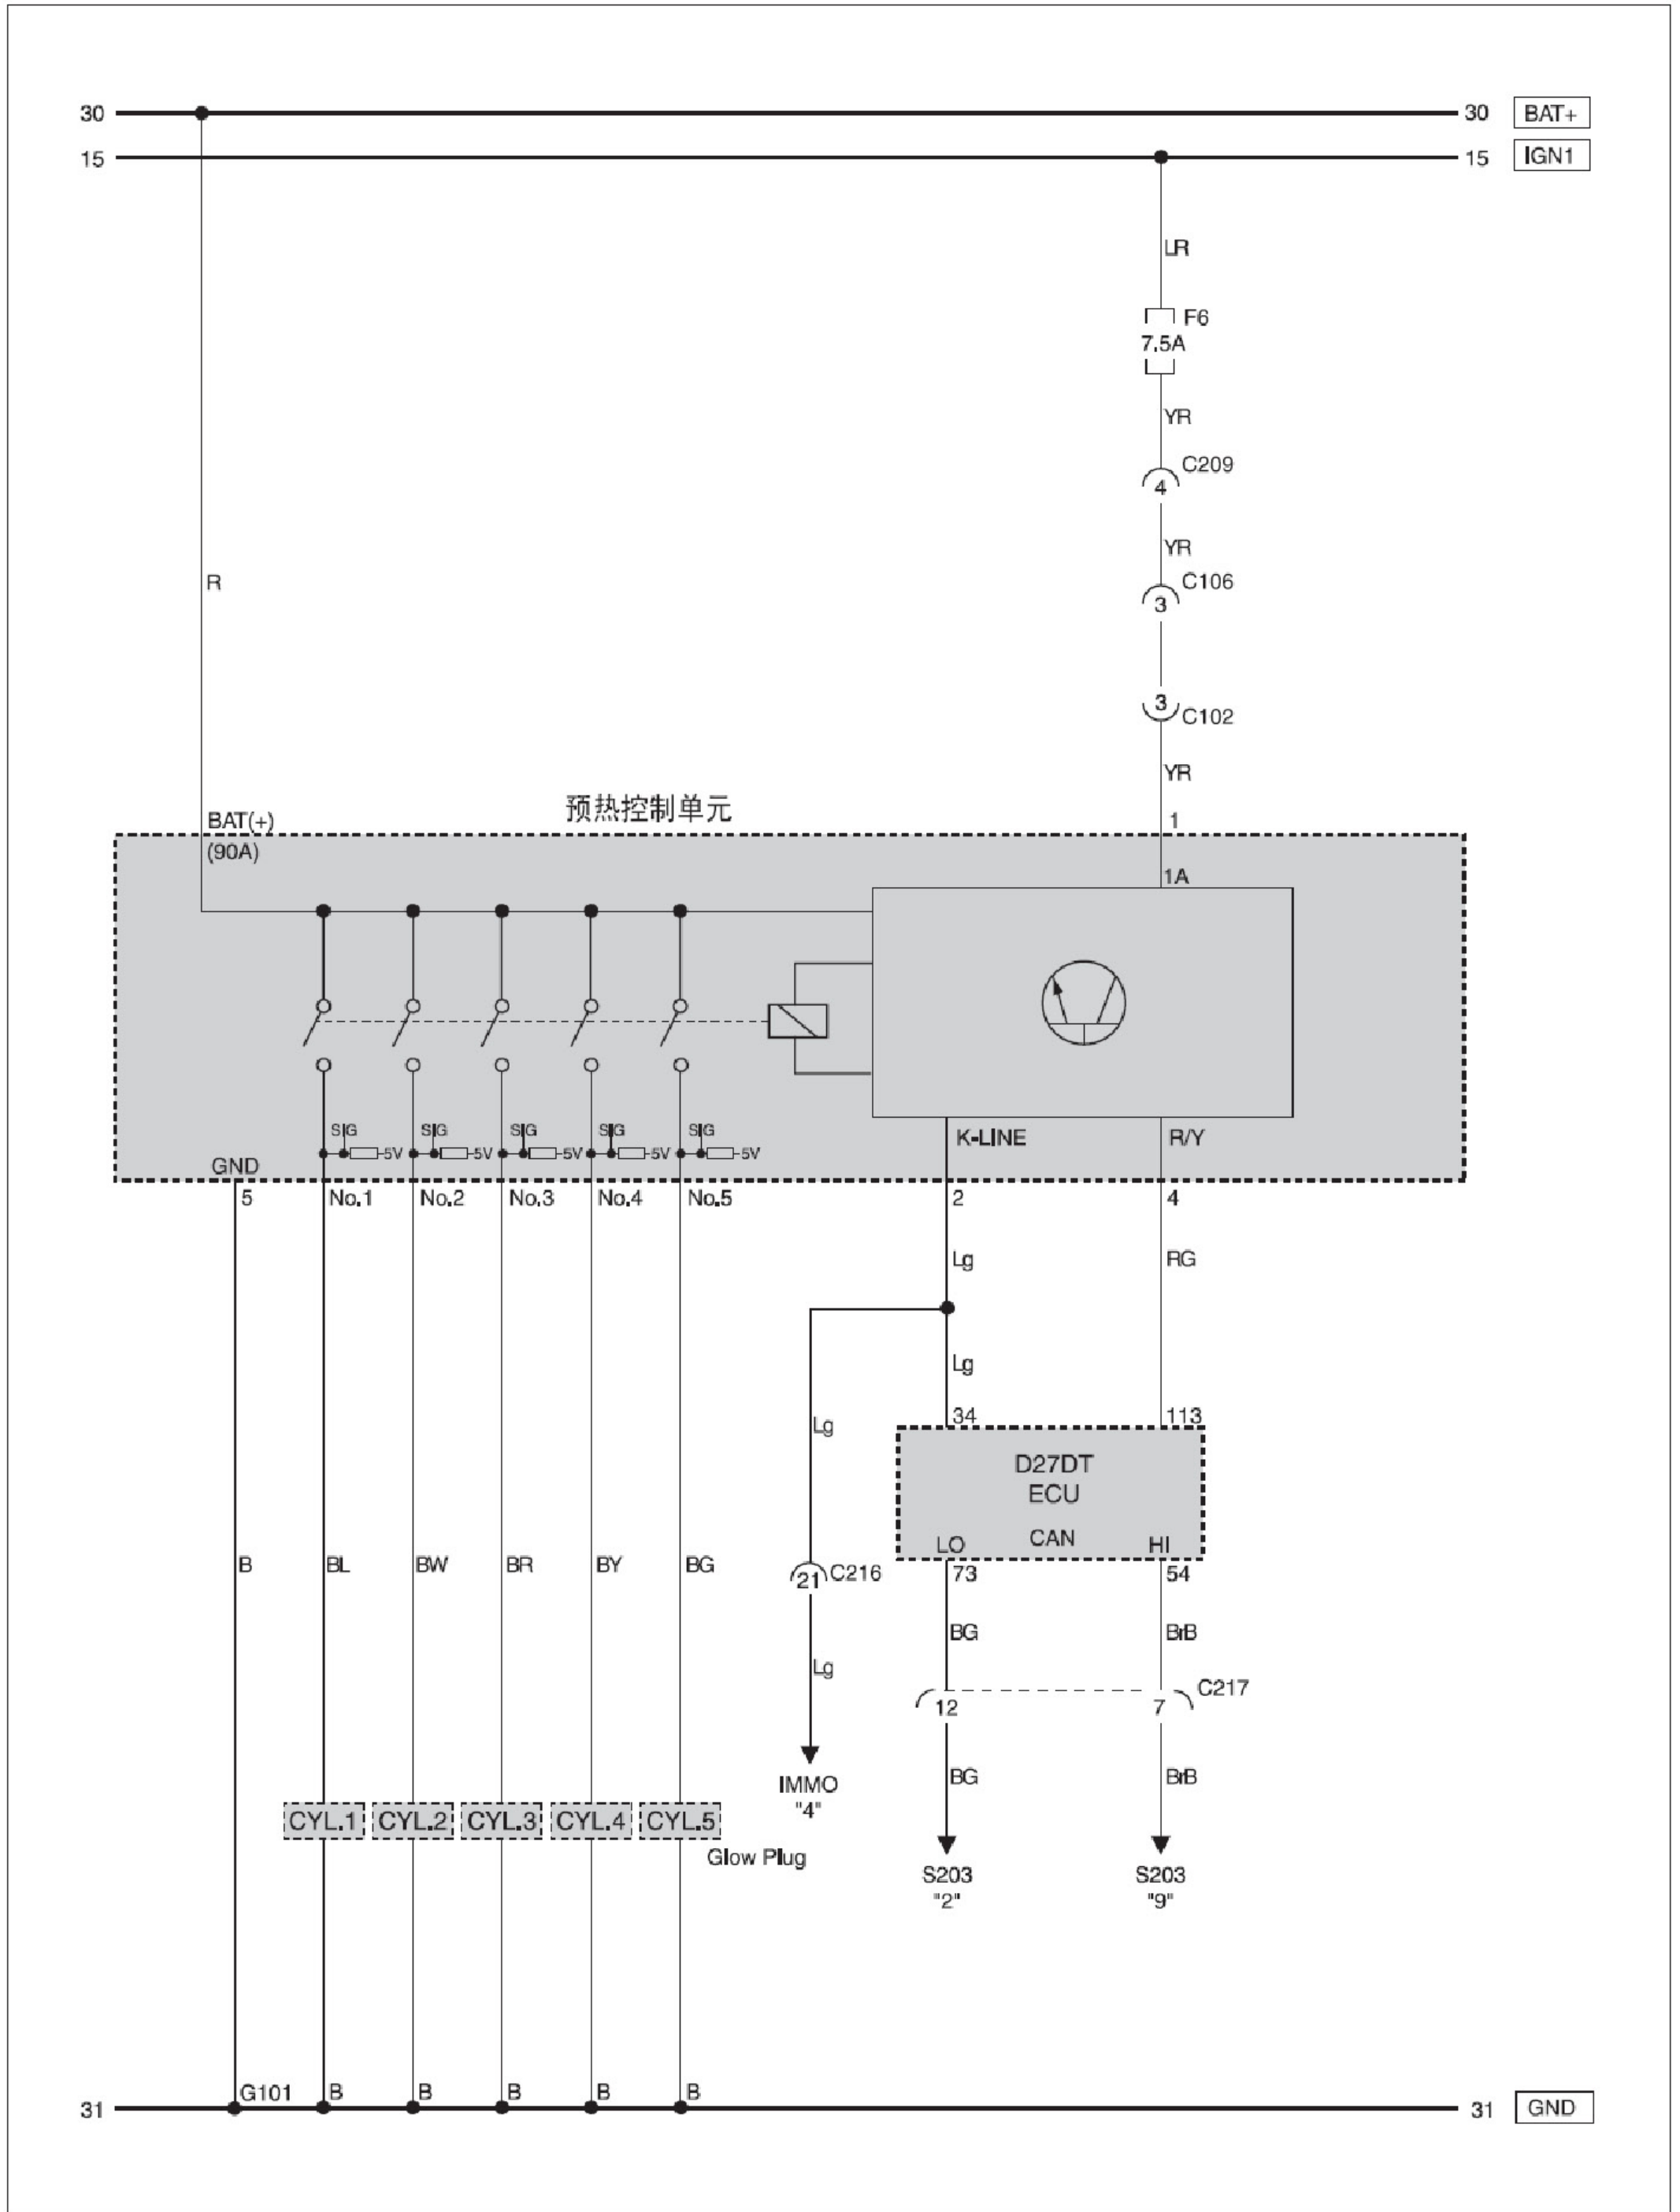 30 30 BAT+
15 15 IGN1
LR
F6
7.5A
YR
C209
4
YR
R
C106
3
3
C102
YR
预热控制单元
BAT(+) 1
(90A)
1A
SIG SIG SIG SIG SIG
5V 5V 5V 5V 5V
K-LINE R/Y
GND
5 No.1 No.2 No.3 No.4 No.5 2 4
Lg RG
Lg
34 113
Lg
D27DT
ECU
CAN
LO HI
B BL BW BR BY BG
21 C216 73 54
BG BrB
Lg
C217
12 7
BG BrB
IMMO
"4"
CYL.1 CYL.2 CYL.3 CYL.4 CYL.5
Glow Plug
S203 S203
"2" "9"
G101 B B B B B
31 31 GND